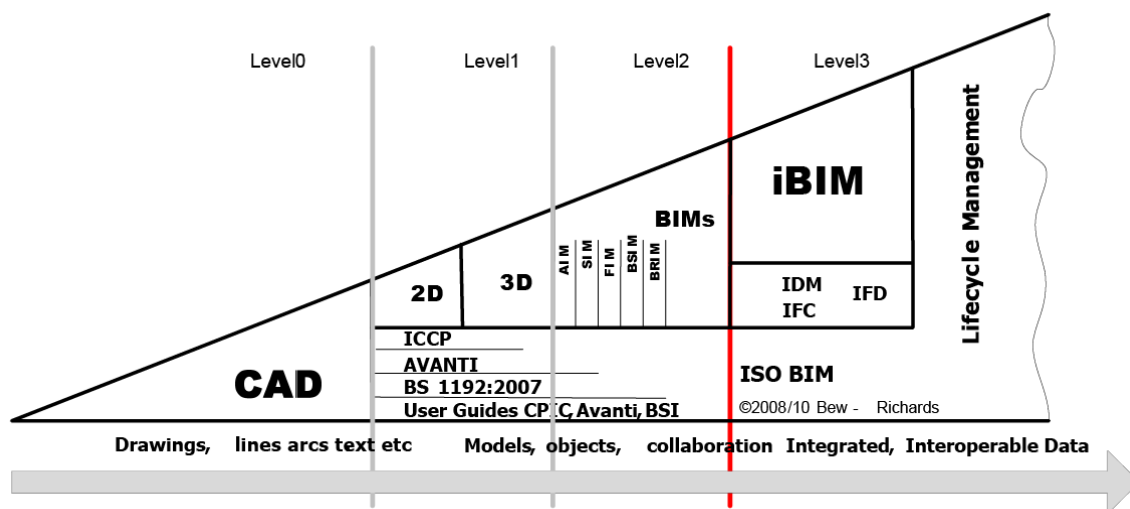 Level0
Level1
Level2
Level3
iBIM
Lifecycle Management
BIMs
AIM
SIM
FIM
BSIM
BRIM
2D
3D
IDM
IFD
IFC
CAD
ICCP
AVANTI
BS 1192:2007
User Guides CPIC, Avanti, BSI
ISO BIM
©2008/10 Bew - Richards
Drawings, lines arcs text etc Models, objects, collaboration Integrated, Interoperable Data